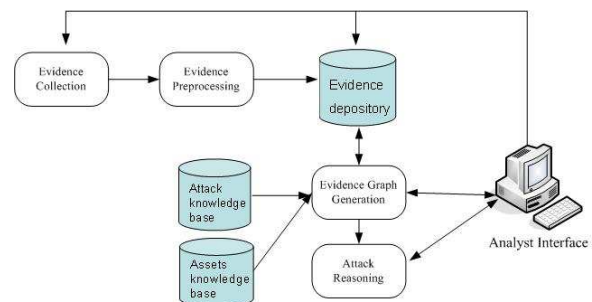 Evidence
Collection
Evidence
Preprocessing
Evidence
depository
Attack
knowledge
base
Evidence Graph
Generation
Analyst Interface
Assets
knowledge
base
Attack
Reasoning